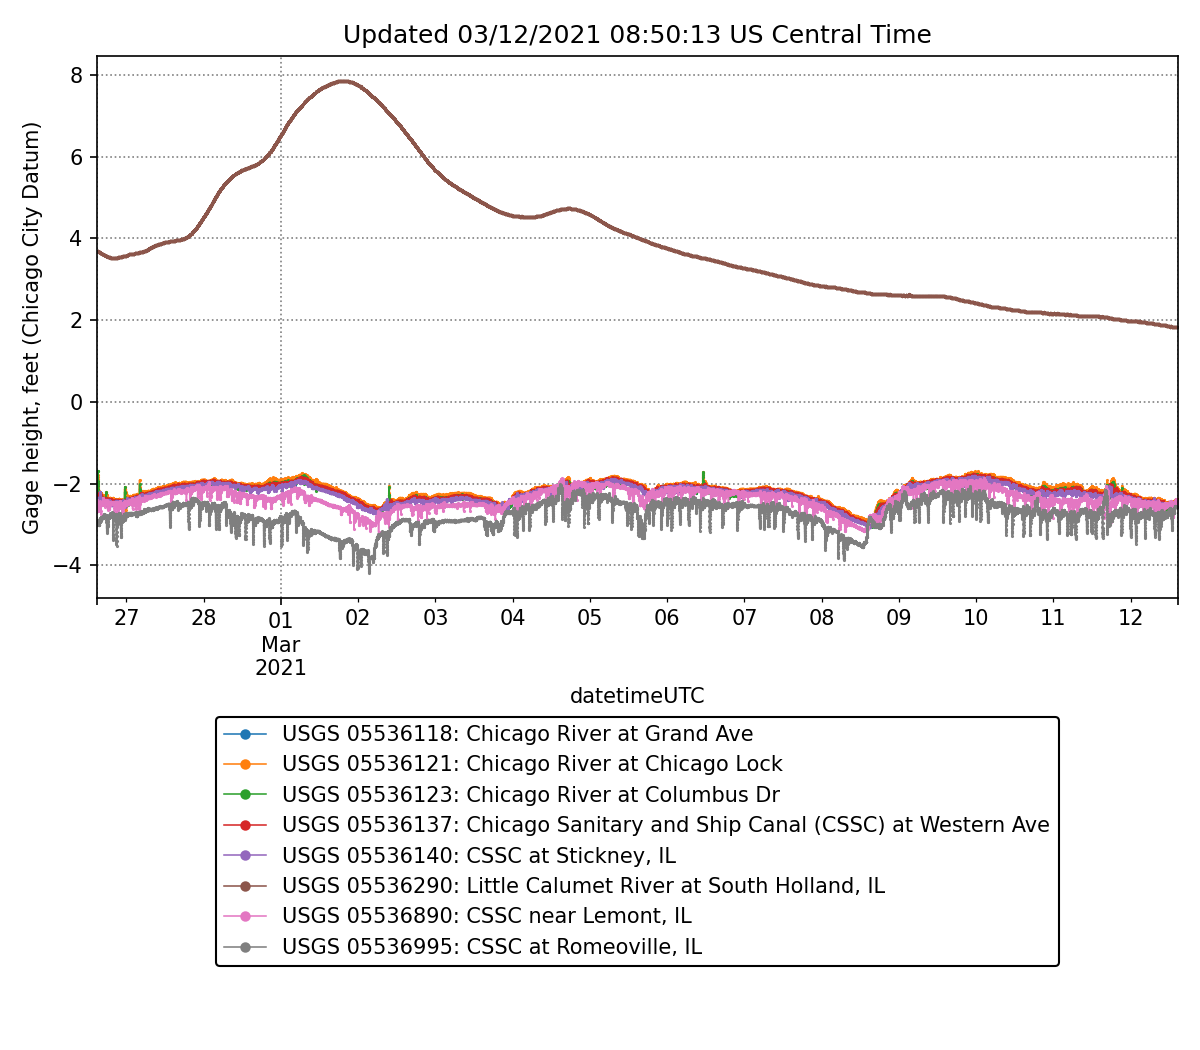 Updated 03/12/2021 08:50:13 US Central Time
Gage height, feet (Chicago City Datum)
8
6
4
2
0
−2
−4
27 28 01 02 03 04 05 06 07 08 09 10 11 12
Mar
2021
datetimeUTC
USGS 05536118: Chicago River at Grand Ave
USGS 05536121: Chicago River at Chicago Lock
USGS 05536123: Chicago River at Columbus Dr
USGS 05536137: Chicago Sanitary and Ship Canal (CSSC) at Western Ave
USGS 05536140: CSSC at Stickney, IL
USGS 05536290: Little Calumet River at South Holland, IL
USGS 05536890: CSSC near Lemont, IL
USGS 05536995: CSSC at Romeoville, IL